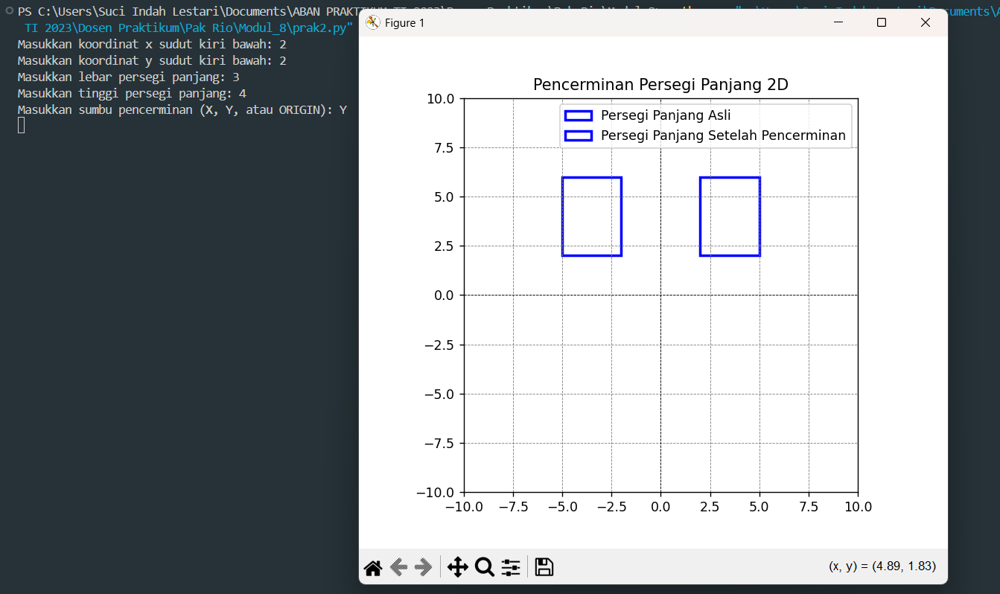 PS C:\Users\Suci Indah Lestari\Documents\ABAN PRAKTIKUM
TI 2023\Dosen Praktikum\Pak Rio\Modul_8\prak2.py"
Masukkan koordinat x sudut kiri bawah: 2
Masukkan koordinat y sudut kiri bawah: 2
Masukkan lebar persegi panjang: 3
Masukkan tinggi persegi panjang: 4
Masukkan sumbu pencerminan (X, Y, atau ORIGIN): Y
Figure 1
Pencerminan Persegi Panjang 2D
Persegi Panjang Asli
Persegi Panjang Setelah Pencerminan
10.0
7.5
5.0
2.5
0.0
−2.5
−5.0
−7.5
−10.0
−10.0 −7.5 −5.0 −2.5 0.0 2.5 5.0 7.5 10.0
(x, y) = (4.89, 1.83)